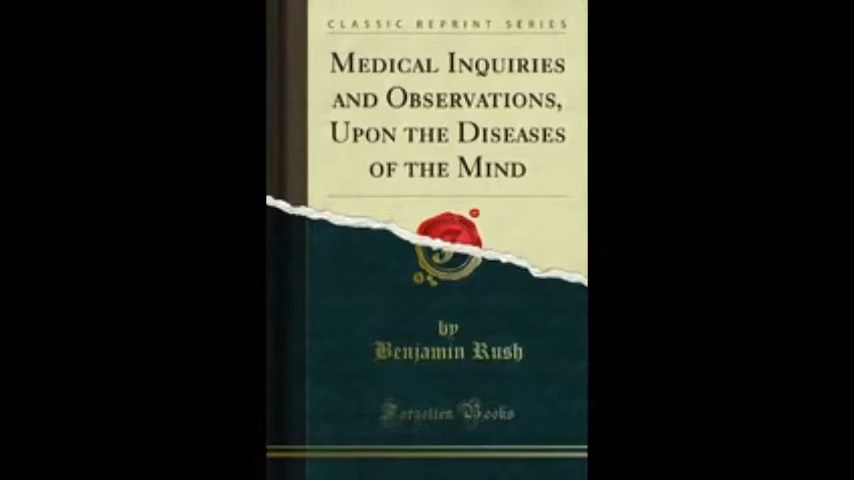 CLASSIC REPRINT SERIES
MEDICAL INQUIRIES
AND OBSERVATIONS,
UPON THE DISEASES
OF THE MIND
F
by
Benjamin Rush
Forgotten Books